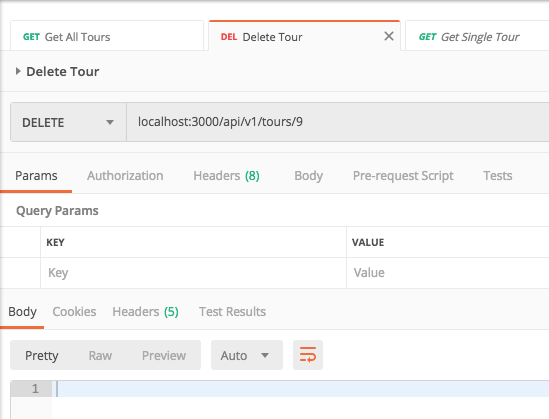 GET Get All Tours DEL Delete Tour GET Get Single Tour
Delete Tour
DELETE localhost:3000/api/v1/tours/9
Params Authorization Headers (8) Body Pre-request Script Tests
Query Params
KEY VALUE
Key Value
Body Cookies Headers (5) Test Results
Pretty Raw Preview Auto
1